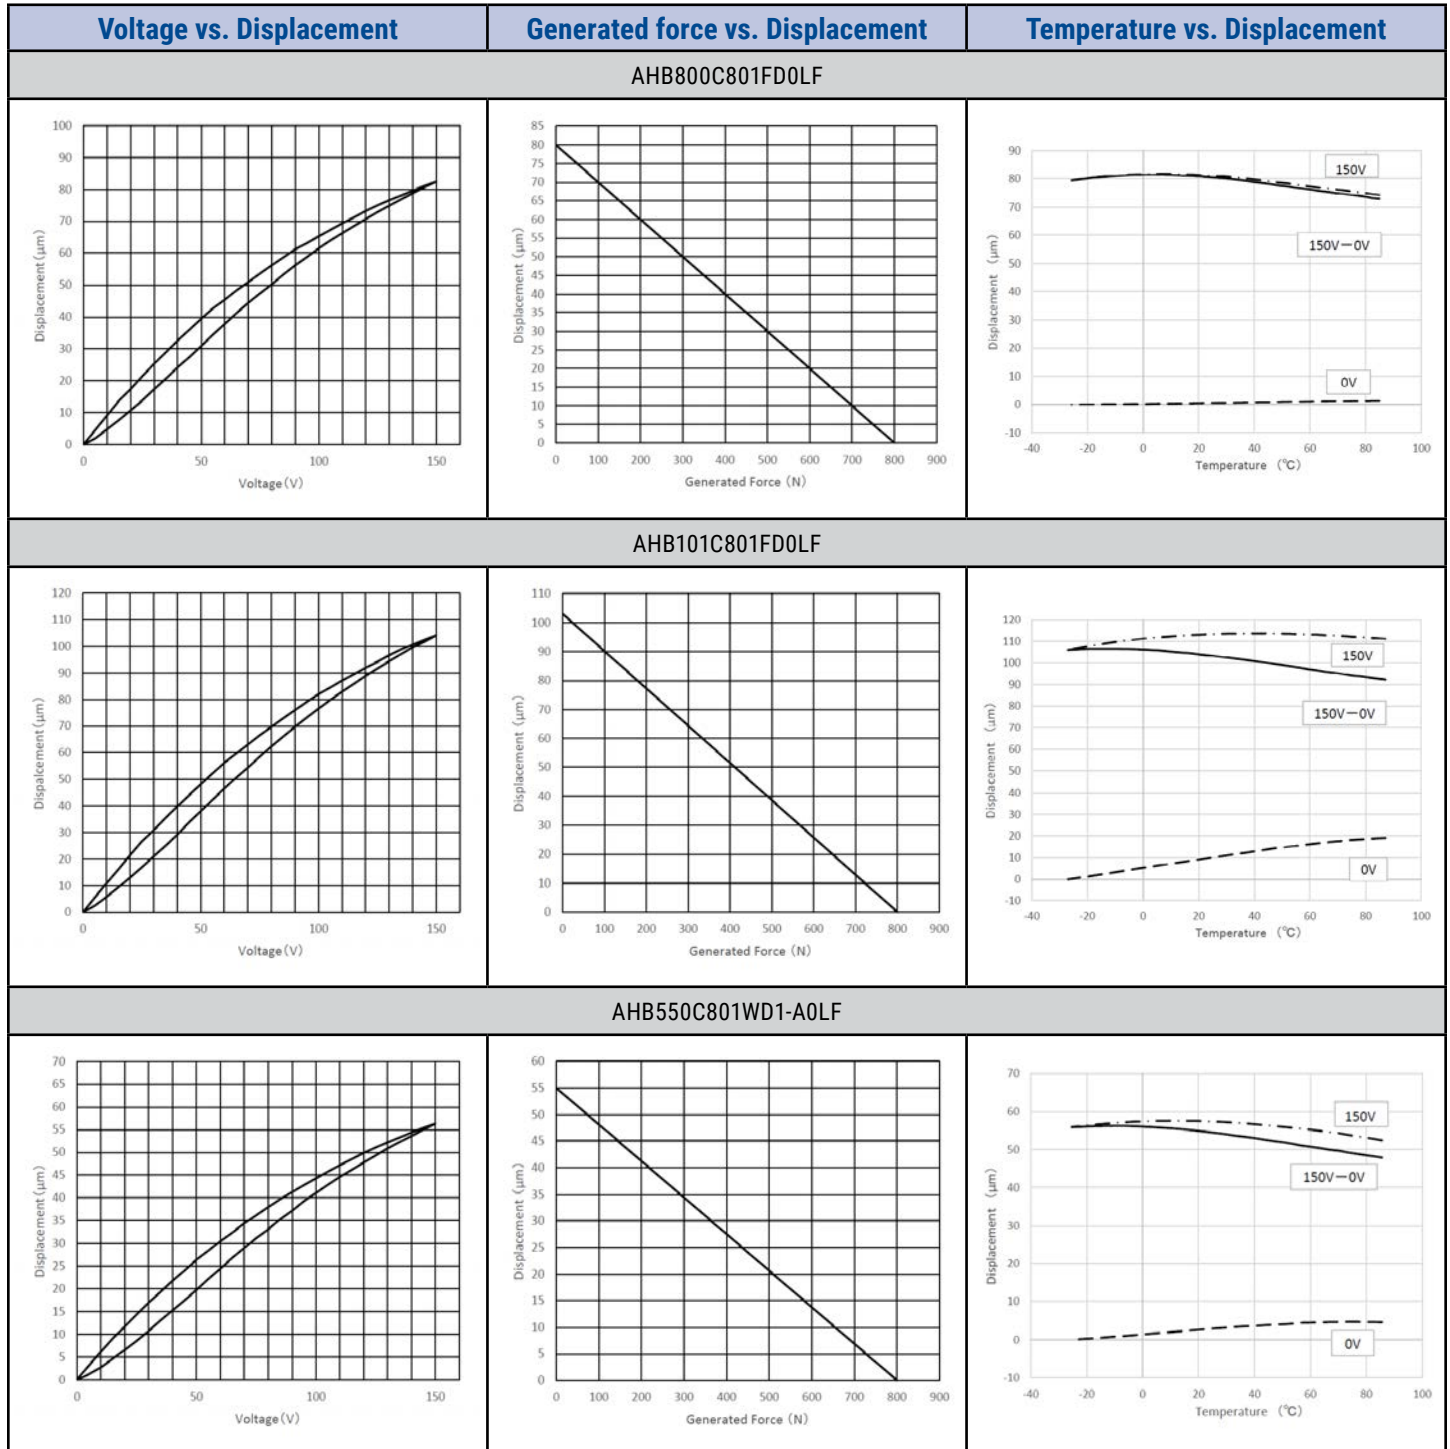 Voltage vs. Displacement
Generated force vs. Displacement
Temperature vs. Displacement
AHB800C801FD0LF
100
90
80
70
60
50
40
30
20
10
0
Displacement(μm)
0 50 100 150
Voltage(V)
85
80
75
70
65
60
55
50
45
40
35
30
25
20
15
10
5
0
Displacement (μm)
0 100 200 300 400 500 600 700 800 900
Generated Force (N)
90
80
70
60
50
40
30
20
10
0
-10
Displacement (μm)
150V
150V－0V
0V
-40 -20 0 20 40 60 80 100
Temperature (℃)
AHB101C801FD0LF
120
110
100
90
80
70
60
50
40
30
20
10
0
Dispalcement(μm)
0 50 100 150
Voltage(V)
110
100
90
80
70
60
50
40
30
20
10
0
Displacement (μm)
0 100 200 300 400 500 600 700 800 900
Generated Force (N)
120
110
100
90
80
70
60
50
40
30
20
10
0
-10
Displacement (μm)
150V
150V－0V
0V
-40 -20 0 20 40 60 80 100
Temperature (℃)
AHB550C801WD1-A0LF
70
65
60
55
50
45
40
35
30
25
20
15
10
5
0
Displacement(μm)
0 50 100 150
Voltage(V)
60
55
50
45
40
35
30
25
20
15
10
5
0
Displacement (μm)
0 100 200 300 400 500 600 700 800 900
Generated Force (N)
70
60
50
40
30
20
10
0
-10
Displacement (μm)
150V
150V－0V
0V
-40 -20 0 20 40 60 80 100
Temperature (℃)